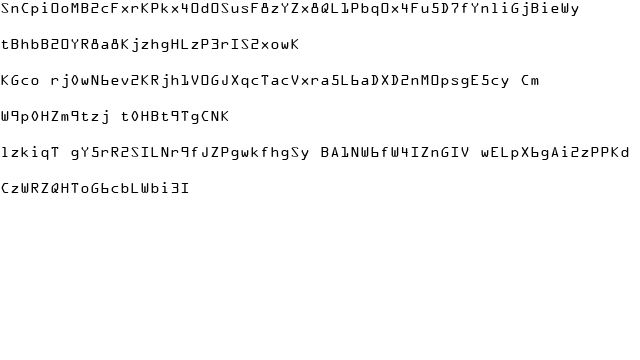 SnCpiOoMB2cFxrKPkx4OdOSusF8zYZx8QL1PbqOx4Fu5D7fYnliGjBieWy
tBhbB2OYR8a8KjzhgHLzP3rIS2xowK
KGco rj0wN6ev2KRjh1VOGJXqcTacVxra5L6aDXD2nMOpsgE5cy Cm
W9p0HZm9tzj t0HBt9TgCNK
lzkiqT gY5rR2SILNr9fJZPgwkfhgSy BA1NW6fW4IZnGIV wELpX6gAi2zPPKd
CzWRZQHToG6cbLWbi3I